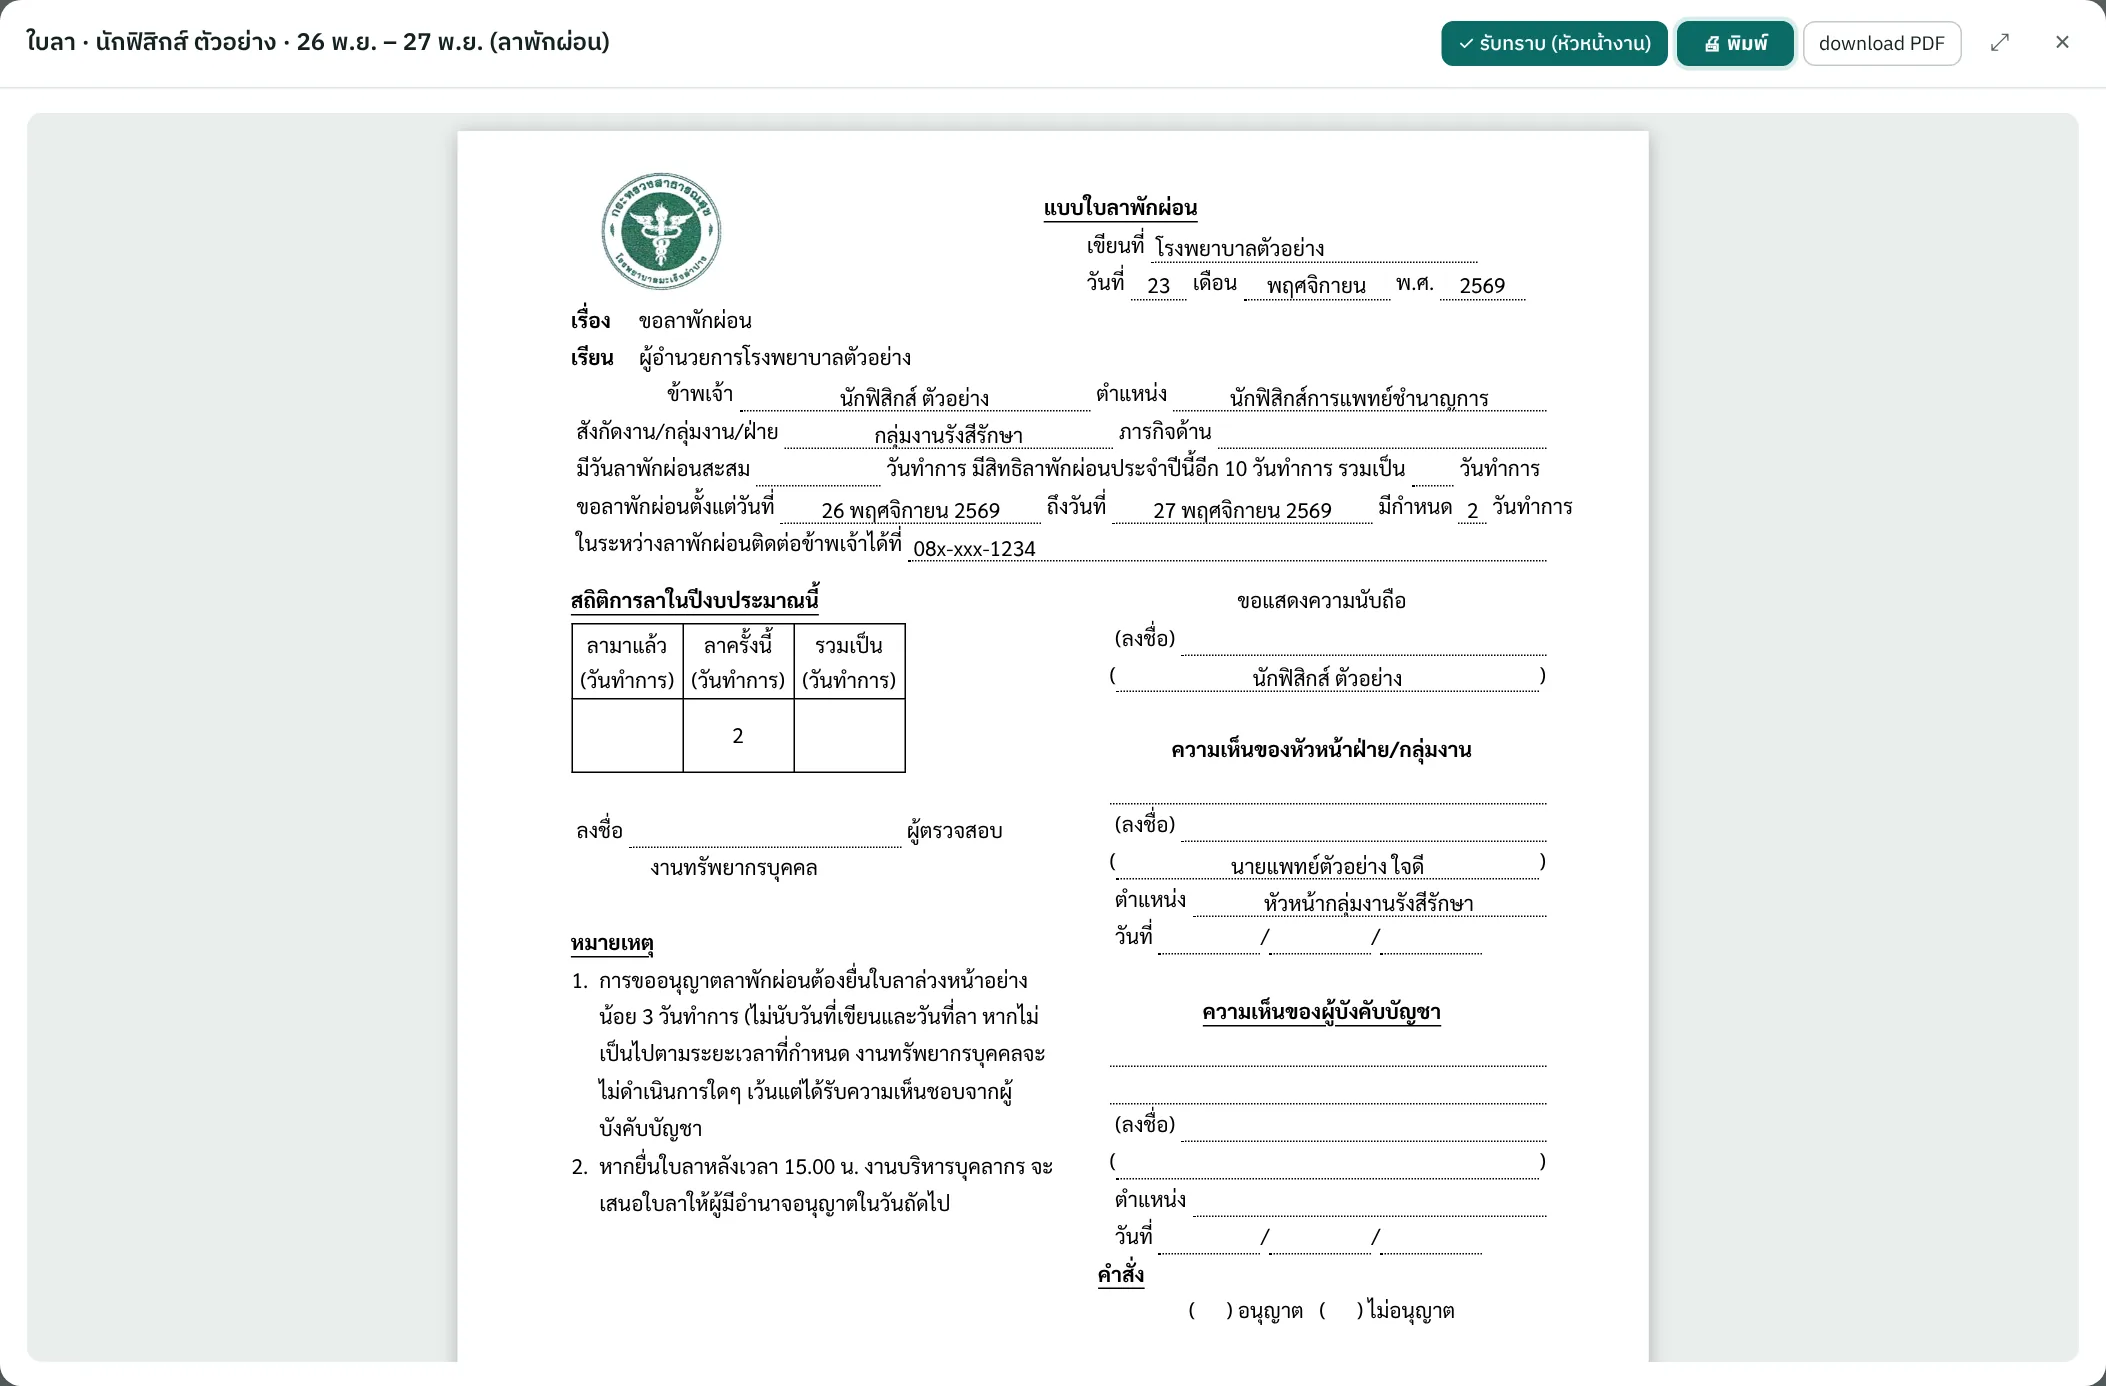 ใบลา · นักฟิสิกส์ ตัวอย่าง · 26 พ.ย. – 27 พ.ย. (ลาพักผ่อน)
✓ รับทราบ (หัวหน้างาน)
พิมพ์
download PDF
กระทรวงสาธารณสุข
โรงพยาบาลมะเร็งลำปาง
แบบใบลาพักผ่อน
เขียนที่ โรงพยาบาลตัวอย่าง
วันที่ 23 เดือน พฤศจิกายน พ.ศ. 2569
เรื่อง ขอลาพักผ่อน
เรียน ผู้อำนวยการโรงพยาบาลตัวอย่าง
ข้าพเจ้า นักฟิสิกส์ ตัวอย่าง ตำแหน่ง นักฟิสิกส์การแพทย์ชำนาญการ
สังกัดงาน/กลุ่มงาน/ฝ่าย กลุ่มงานรังสีรักษา ภารกิจด้าน
มีวันลาพักผ่อนสะสม วันทำการ มีสิทธิลาพักผ่อนประจำปีนี้อีก 10 วันทำการ รวมเป็น วันทำการ
ขอลาพักผ่อนตั้งแต่วันที่ 26 พฤศจิกายน 2569 ถึงวันที่ 27 พฤศจิกายน 2569 มีกำหนด 2 วันทำการ
ในระหว่างลาพักผ่อนติดต่อข้าพเจ้าได้ที่ 08x-xxx-1234
สถิติการลาในปีงบประมาณนี้
ลามาแล้ว ลาครั้งนี้ รวมเป็น
(วันทำการ) (วันทำการ) (วันทำการ)
2
ลงชื่อ ผู้ตรวจสอบ
งานทรัพยากรบุคคล
หมายเหตุ
1. การขออนุญาตลาพักผ่อนต้องยื่นใบลาล่วงหน้าอย่าง
น้อย 3 วันทำการ (ไม่นับวันที่เขียนและวันที่ลา หากไม่
เป็นไปตามระยะเวลาที่กำหนด งานทรัพยากรบุคคลจะ
ไม่ดำเนินการใดๆ เว้นแต่ได้รับความเห็นชอบจากผู้
บังคับบัญชา
2. หากยื่นใบลาหลังเวลา 15.00 น. งานบริหารบุคลากร จะ
เสนอใบลาให้ผู้มีอำนาจอนุญาตในวันถัดไป
ขอแสดงความนับถือ
(ลงชื่อ)
( นักฟิสิกส์ ตัวอย่าง )
ความเห็นของหัวหน้าฝ่าย/กลุ่มงาน
(ลงชื่อ)
( นายแพทย์ตัวอย่าง ใจดี )
ตำแหน่ง หัวหน้ากลุ่มงานรังสีรักษา
วันที่ / /
ความเห็นของผู้บังคับบัญชา
(ลงชื่อ)
( )
ตำแหน่ง
วันที่ / /
คำสั่ง
( ) อนุญาต ( ) ไม่อนุญาต